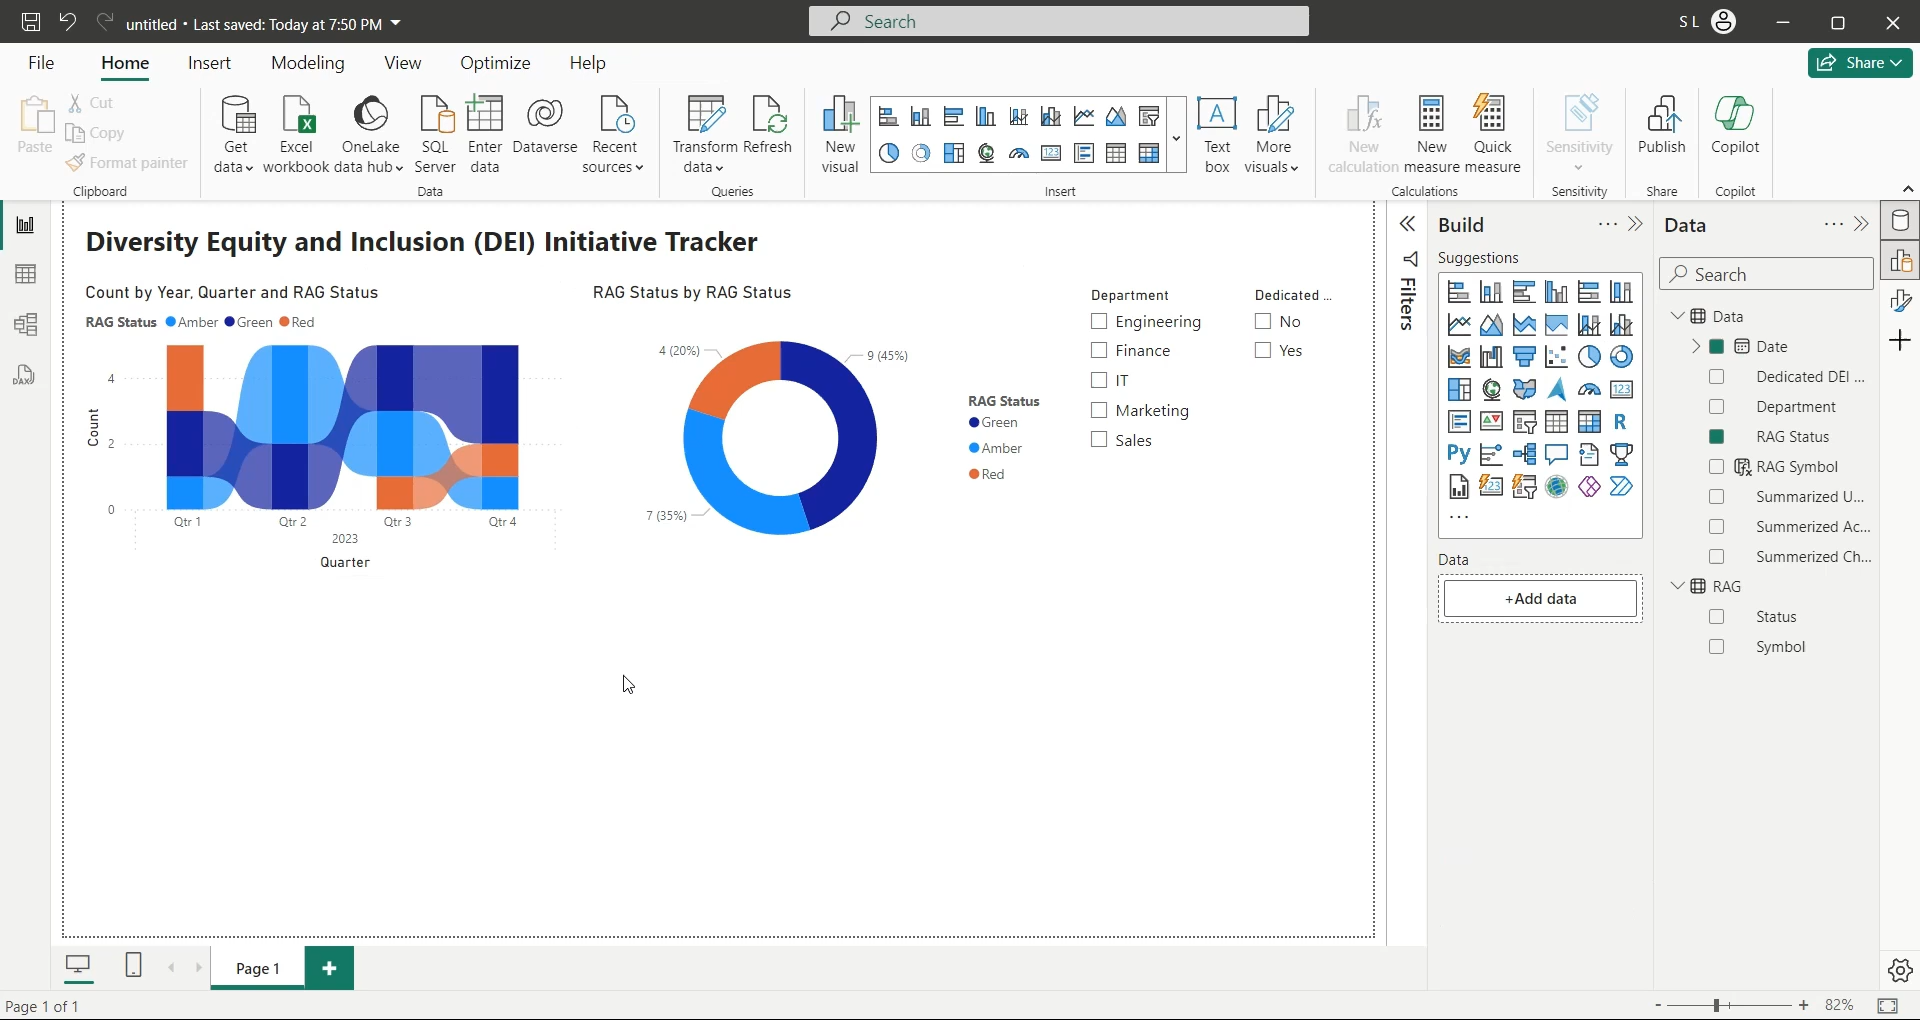 untitled • Last saved: Today at 7:50 PM
Search
S L
File Home Insert Modeling View Optimize Help
Share
Paste
Cut
Copy
Format painter
Clipboard
Get data
Excel workbook
OneLake data hub
SQL Server
Enter data
Dataverse
Recent sources
Data
Transform data
Refresh
Queries
New visual
Text box
More visuals
Insert
New calculation
New measure
Quick measure
Calculations
Sensitivity
Sensitivity
Publish
Share
Copilot
Copilot
Diversity Equity and Inclusion (DEI) Initiative Tracker
Count by Year, Quarter and RAG Status
RAG Status Amber Green Red
4
2
0
Count
Qtr 1 Qtr 2 Qtr 3 Qtr 4
2023
Quarter
RAG Status by RAG Status
4 (20%)
9 (45%)
7 (35%)
RAG Status
Green
Amber
Red
Department
Engineering
Finance
IT
Marketing
Sales
Dedicated ...
No
Yes
Filters
Build
Suggestions
Data
+Add data
Data
Search
Data
Date
Dedicated DEI ...
Department
RAG Status
RAG Symbol
Summarized U...
Summerized Ac...
Summerized Ch...
RAG
Status
Symbol
Page 1
Page 1 of 1
82%